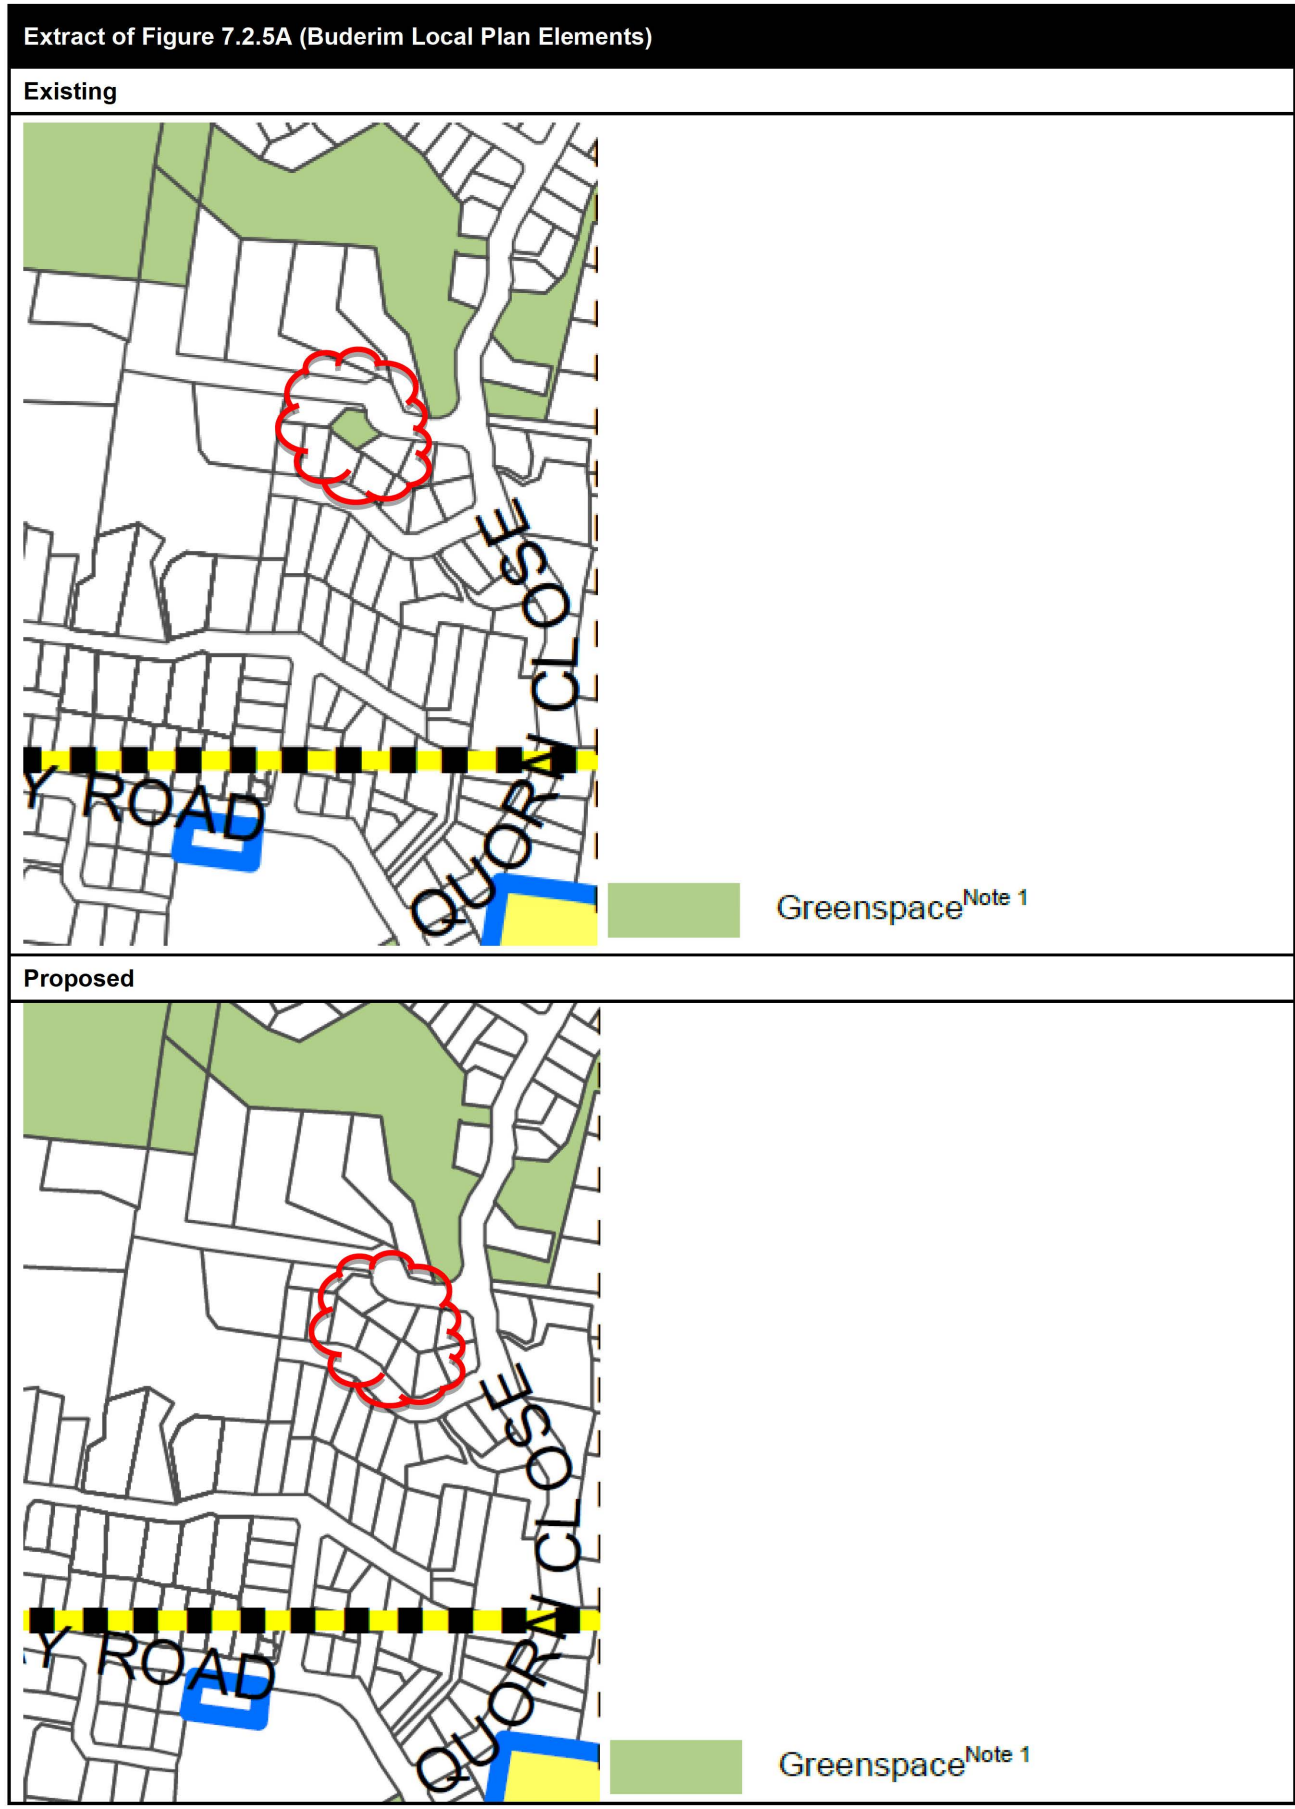 Extract of Figure 7.2.5A (Buderim Local Plan Elements)
Existing
QUORN CLOSE
Y ROAD
Greenspace Note 1
Proposed
QUORN CLOSE
Y ROAD
Greenspace Note 1